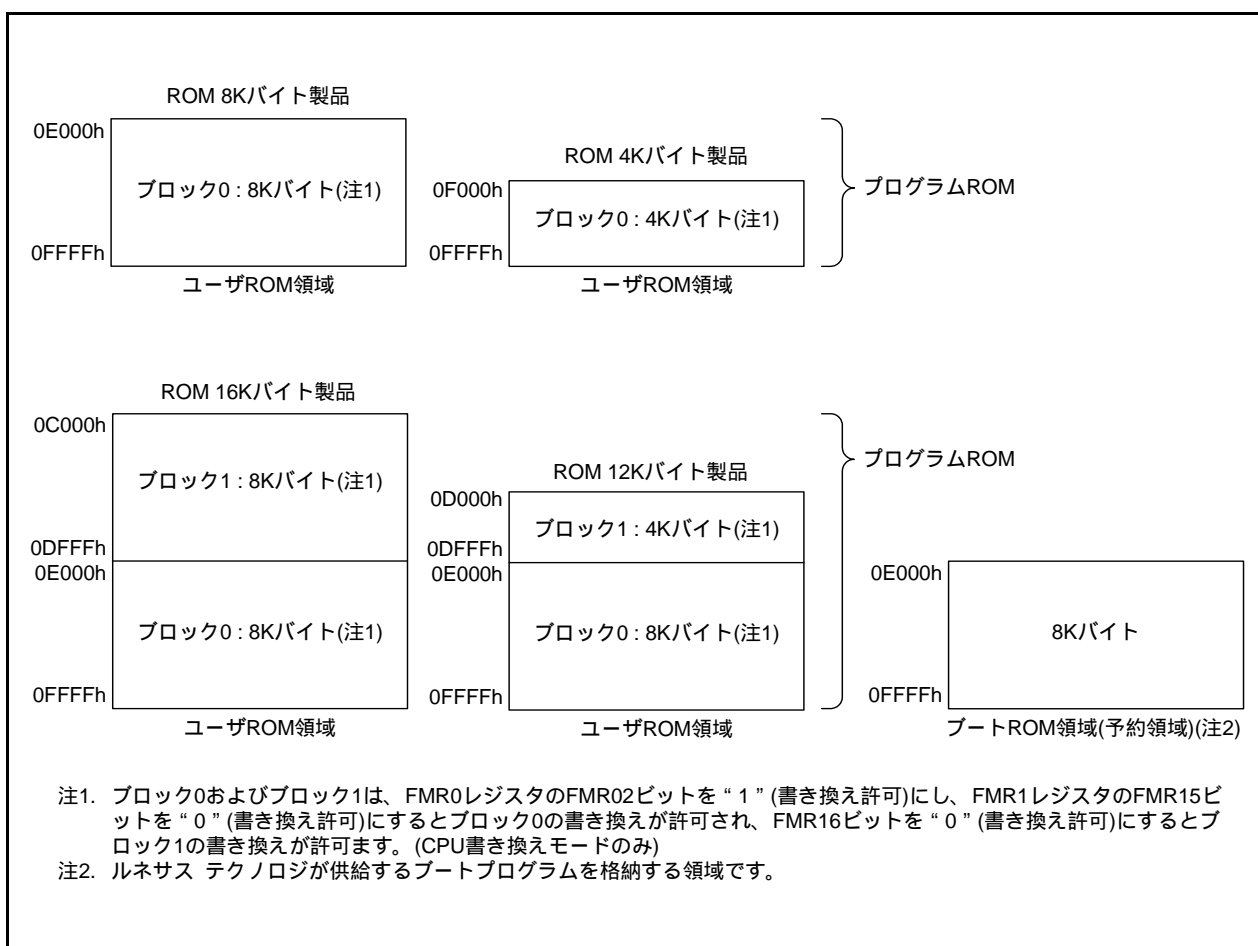 ROM 8Kバイト製品
0E000h
ブロック0 : 8Kバイト(注1)
0FFFFh
ユーザROM領域
ROM 4Kバイト製品
0F000h
ブロック0 : 4Kバイト(注1)
0FFFFh
ユーザROM領域
プログラムROM
ROM 16Kバイト製品
0C000h
ブロック1 : 8Kバイト(注1)
0DFFFh
0E000h
ブロック0 : 8Kバイト(注1)
0FFFFh
ユーザROM領域
ROM 12Kバイト製品
0D000h
ブロック1 : 4Kバイト(注1)
0DFFFh
0E000h
ブロック0 : 8Kバイト(注1)
0FFFFh
ユーザROM領域
プログラムROM
0E000h
8Kバイト
0FFFFh
ブートROM領域(予約領域)(注2)
注1. ブロック0およびブロック1は、FMR0レジスタのFMR02ビットを“1”(書き換え許可)にし、FMR1レジスタのFMR15ビ
ットを“0”(書き換え許可)にするとブロック0の書き換えが許可され、FMR16ビットを“0”(書き換え許可)にするとブ
ロック1の書き換えが許可ます。(CPU書き換えモードのみ)
注2. ルネサス テクノロジが供給するブートプログラムを格納する領域です。